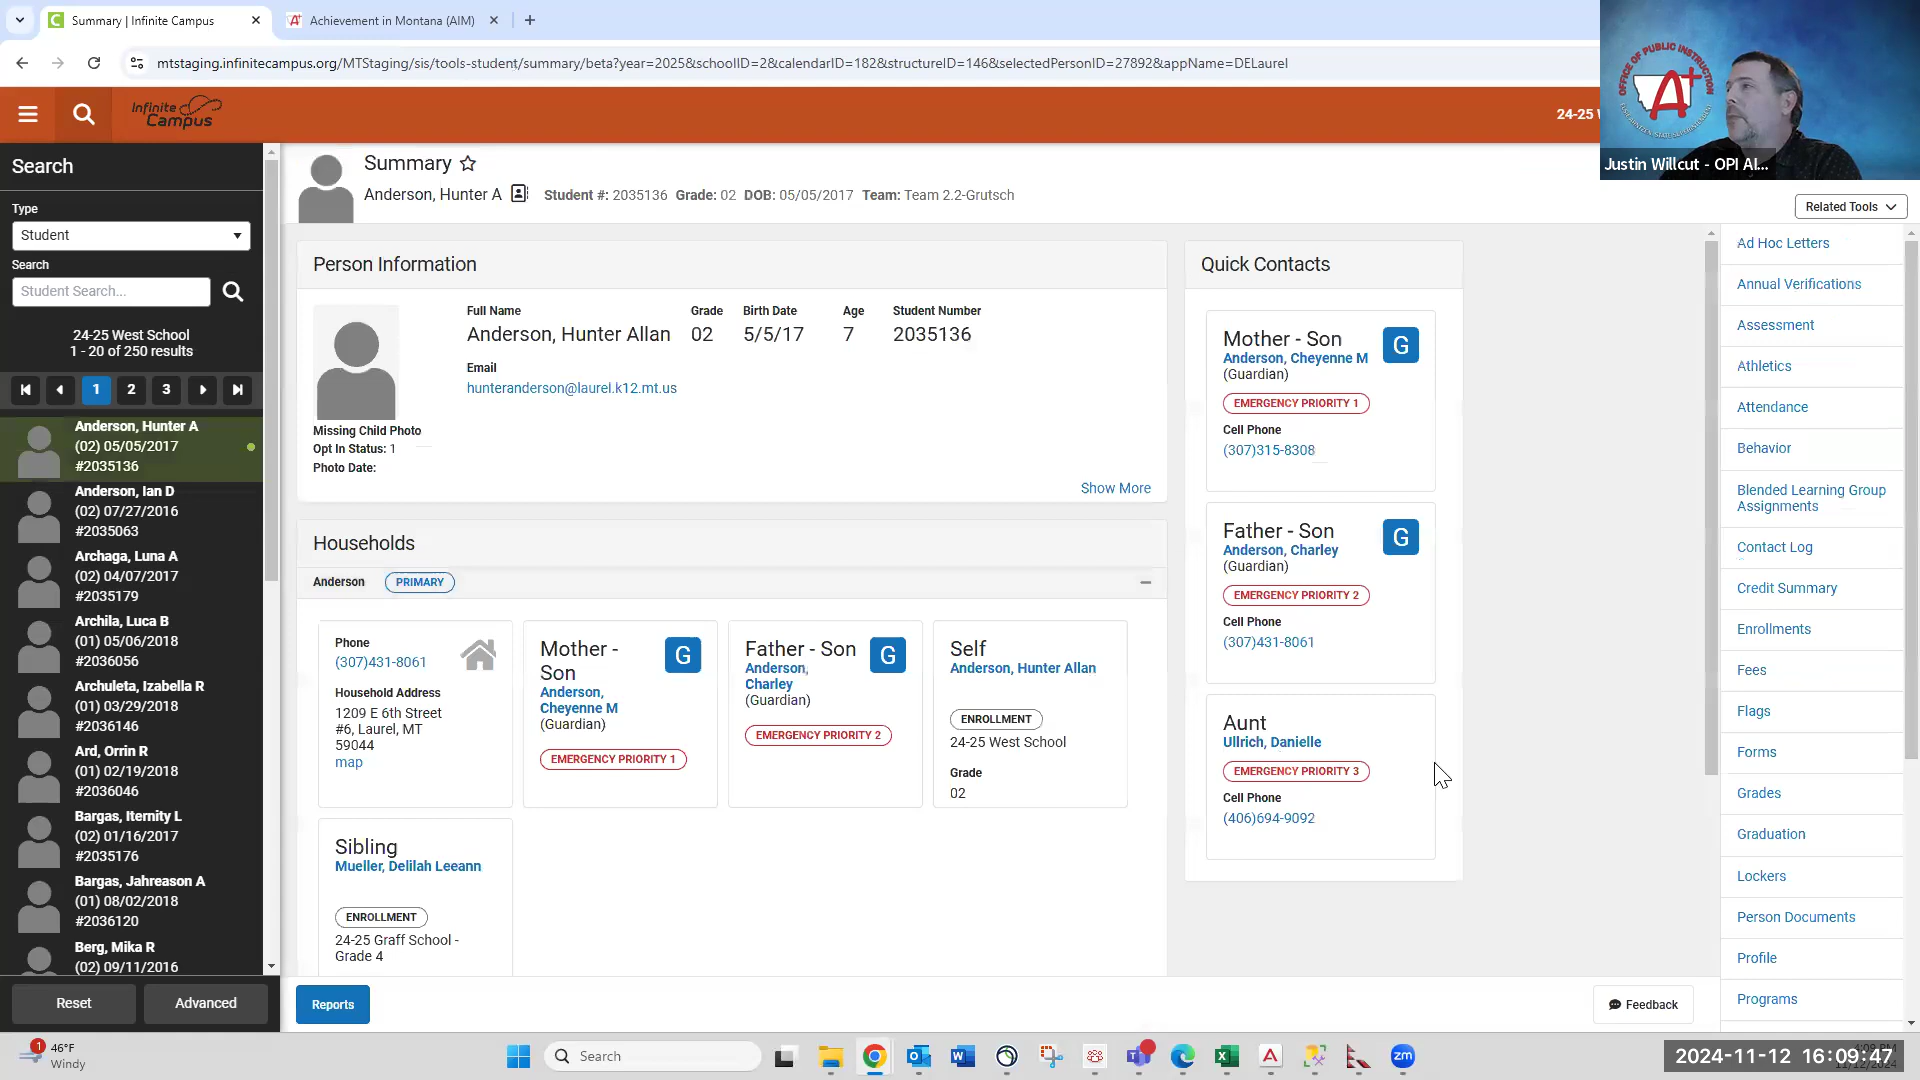 Summary | Infinite Campus
Achievement in Montana (AIM)
mtstaging.infinitecampus.org/MTStaging/sis/tools-student/summary/beta?year=2025&schoolID=2&calendarID=182&structureID=146&selectedPersonID=27892&appName=DELaurel
Infinite
Campus
24-25
OFFICE OF PUBLIC INSTRUCTION
A+
Justin Willcut - OPI AI...
Search
Type
Student
Search
Student Search...
24-25 West School
1 - 20 of 250 results
1
2
3
Anderson, Hunter A
(02) 05/05/2017
#2035136
Anderson, Ian D
(02) 07/27/2016
#2035063
Archaga, Luna A
(02) 04/07/2017
#2035179
Archila, Luca B
(01) 05/06/2018
#2036056
Archuleta, Izabella R
(01) 03/29/2018
#2036146
Ard, Orrin R
(01) 02/19/2018
#2036046
Bargas, Iternity L
(02) 01/16/2017
#2035176
Bargas, Jahreason A
(01) 08/02/2018
#2036120
Berg, Mika R
(02) 09/11/2016
Reset
Advanced
Summary
Anderson, Hunter A
Student #: 2035136 Grade: 02 DOB: 05/05/2017 Team: Team 2.2-Grutsch
Related Tools
Person Information
Full Name
Anderson, Hunter Allan
Grade
02
Birth Date
5/5/17
Age
7
Student Number
2035136
Email
hunteranderson@laurel.k12.mt.us
Missing Child Photo
Opt In Status: 1
Photo Date:
Show More
Households
Anderson
PRIMARY
Phone
(307)431-8061
Household Address
1209 E 6th Street
#6, Laurel, MT
59044
map
Mother -
Son
G
Anderson,
Cheyenne M
(Guardian)
EMERGENCY PRIORITY 1
Father - Son
G
Anderson,
Charley
(Guardian)
EMERGENCY PRIORITY 2
Self
Anderson, Hunter Allan
ENROLLMENT
24-25 West School
Grade
02
Sibling
Mueller, Delilah Leeann
ENROLLMENT
24-25 Graff School -
Grade 4
Quick Contacts
Mother - Son
G
Anderson, Cheyenne M
(Guardian)
EMERGENCY PRIORITY 1
Cell Phone
(307)315-8308
Father - Son
G
Anderson, Charley
(Guardian)
EMERGENCY PRIORITY 2
Cell Phone
(307)431-8061
Aunt
Ullrich, Danielle
EMERGENCY PRIORITY 3
Cell Phone
(406)694-9092
Ad Hoc Letters
Annual Verifications
Assessment
Athletics
Attendance
Behavior
Blended Learning Group
Assignments
Contact Log
Credit Summary
Enrollments
Fees
Flags
Forms
Grades
Graduation
Lockers
Person Documents
Profile
Programs
Reports
Feedback
1
46°F
Windy
Search
zm
2024-11-12 16:09:47